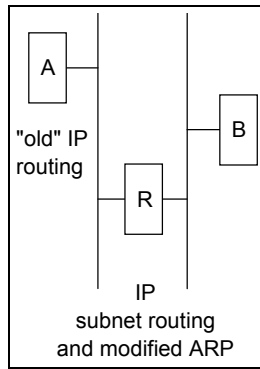 A
B
"old" IP
routing
R
IP
subnet routing
and modified ARP